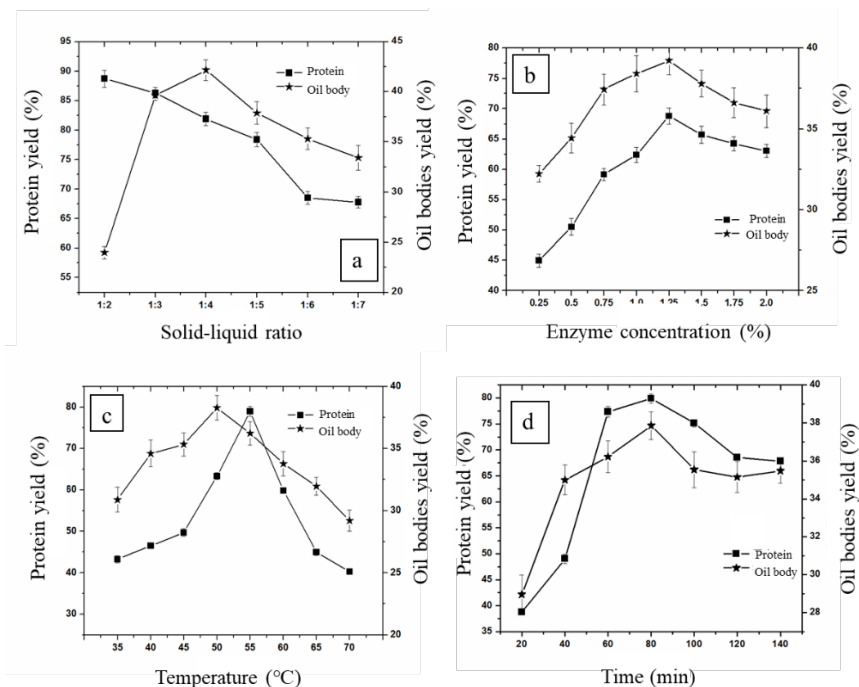 Protein yield (%)
95
90
85
80
75
70
65
60
55
Protein
Oil body
a
45
40
35
30
25
20
Oil bodies yield (%)
1:2 1:3 1:4 1:5 1:6 1:7
Solid-liquid ratio
Protein yield (%)
80
75
70
65
60
55
50
45
40
b
Protein
Oil body
40
35
30
25
Oil bodies yield (%)
0.25 0.5 0.75 1.0 1.25 1.5 1.75 2.0
Enzyme concentration (%)
Protein yield (%)
80
70
60
50
40
30
c
Protein
Oil body
40
35
30
25
20
Oil bodies yield (%)
35 40 45 50 55 60 65 70
Temperature (°C)
Protein yield (%)
80
75
70
65
60
55
50
45
40
35
d
Protein
Oil body
40
38
36
34
32
30
28
Oil bodies yield (%)
20 40 60 80 100 120 140
Time (min)